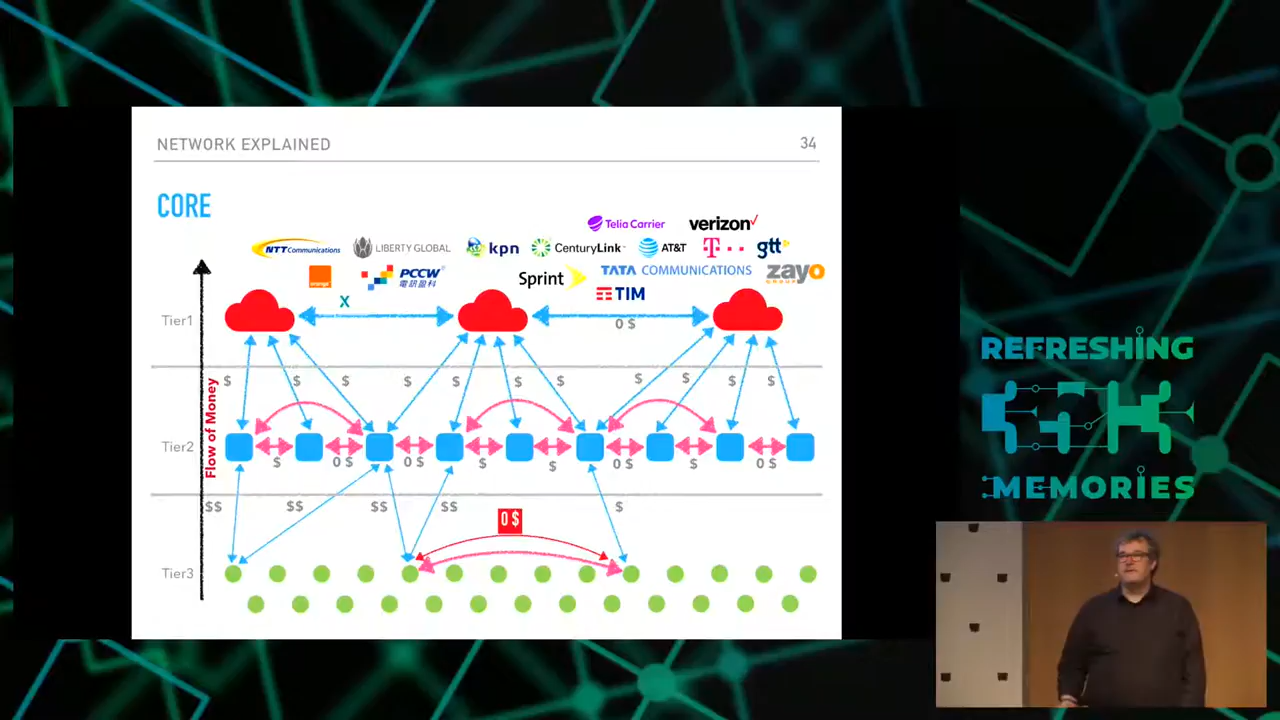 NETWORK EXPLAINED
34
CORE
Telia Carrier
verizon
NTT Communications
LIBERTY GLOBAL
kpn
CenturyLink
AT&T
T
gtt
orange
PCCW
電訊盈科
Sprint
TATA COMMUNICATIONS
zayo
GROUP
TIM
X
Tier1
0 $
$ $ $ $ $ $ $ $ $ $ $
Flow of Money
Tier2
$ 0 $ 0 $ $ $ 0 $ $ 0 $
$$ $$ $$ $$ $
0 $
Tier3
REFRESHING
MEMORIES